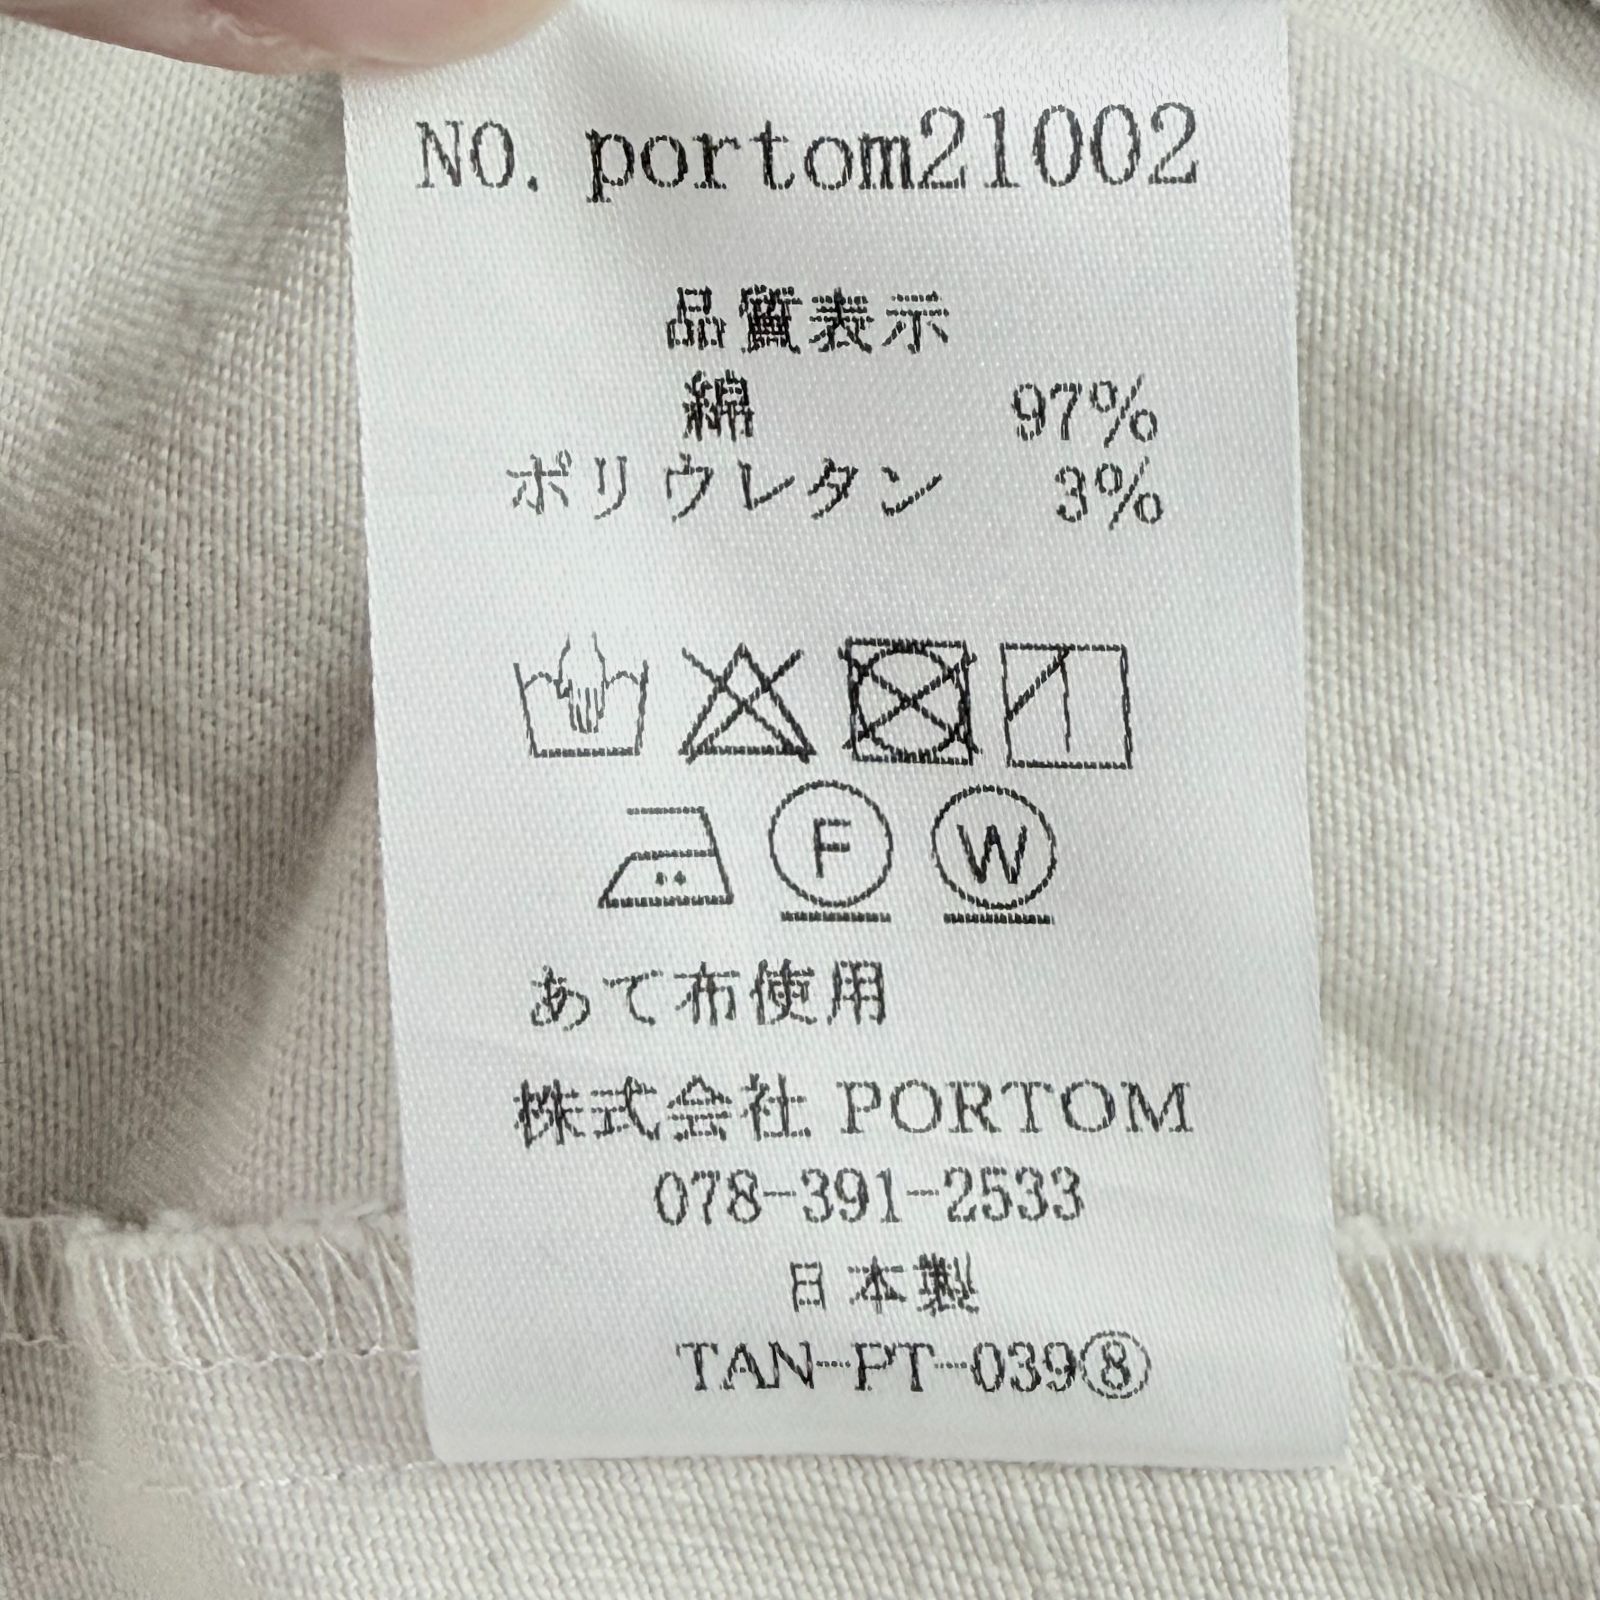 NO. portom21002
品質表示
綿 97%
ポリウレタン 3%
F W
あて布使用
株式会社 PORTOM
078-391-2533
日本製
TAN-PT-039⑧